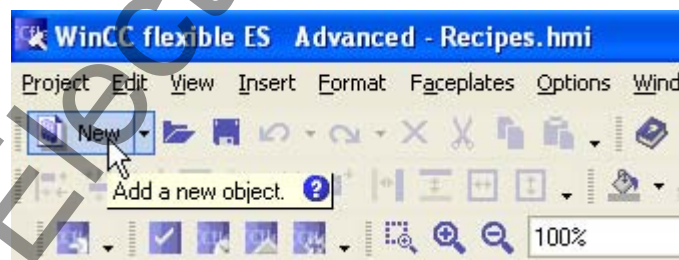 WinCC flexible ES Advanced - Recipes.hmi
Project Edit View Insert Format Faceplates Options Wind
New
Add a new object. ?
100%
Elect